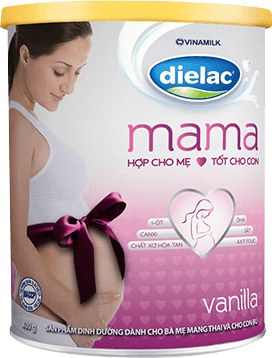 VINAMILK
dielac
mama
HỢP CHO MẸ TỐT CHO CON
I-ỐT
DHA
CANXI
SẮT
CHẤT XƠ HÒA TAN
AXIT FOLIC
vanilla
400g
SẢN PHẨM DINH DƯỠNG DÀNH CHO BÀ MẸ MANG THAI VÀ CHO CON BÚ